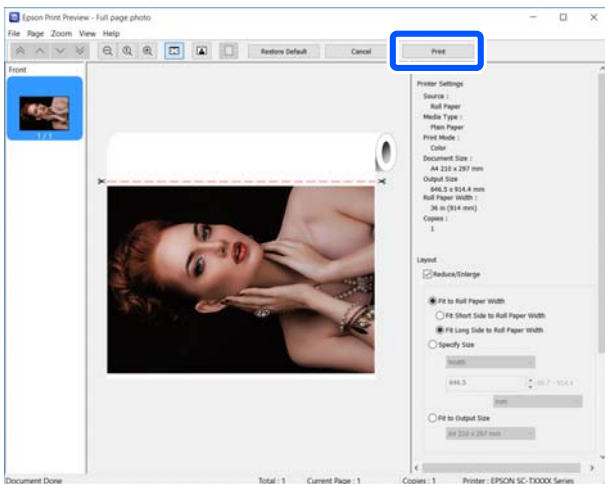 Epson Print Preview - Full page photo
File Page Zoom View Help
Restore Default Cancel Print
Front
1 / 1
Printer Settings
Source :
Roll Paper
Media Type :
Plain Paper
Print Mode :
Color
Document Size :
A4 210 x 297 mm
Output Size
646.5 x 914.4 mm
Roll Paper Width :
36 in (914 mm)
Copies :
1
Layout
Reduce/Enlarge
Fit to Roll Paper Width
Fit Short Side to Roll Paper Width
Fit Long Side to Roll Paper Width
Specify Size
Width
646.5
mm
Fit to Output Size
A4 210 x 297 mm
Document Done Total : 1 Current Page : 1 Copies : 1 Printer : EPSON SC-TXXXX Series